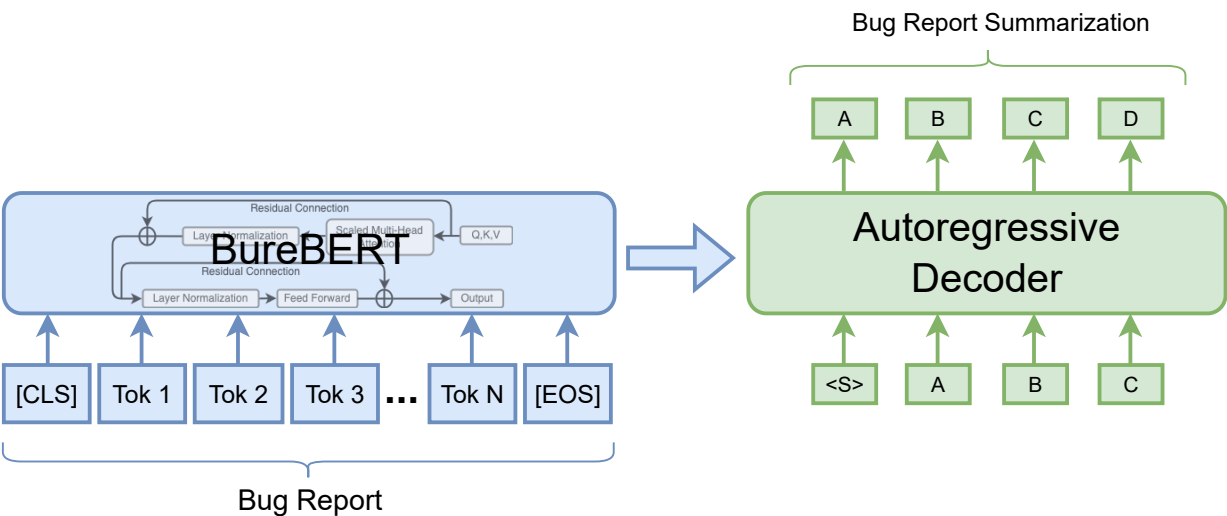 Bug Report Summarization
A B C D
Residual Connection
Layer Normalization
Scaled Multi-Head
Attention
Q,K,V
BureBERT
Residual Connection
Layer Normalization
Feed Forward
Output
Autoregressive
Decoder
[CLS] Tok 1 Tok 2 Tok 3 ... Tok N [EOS]
<S> A B C
Bug Report